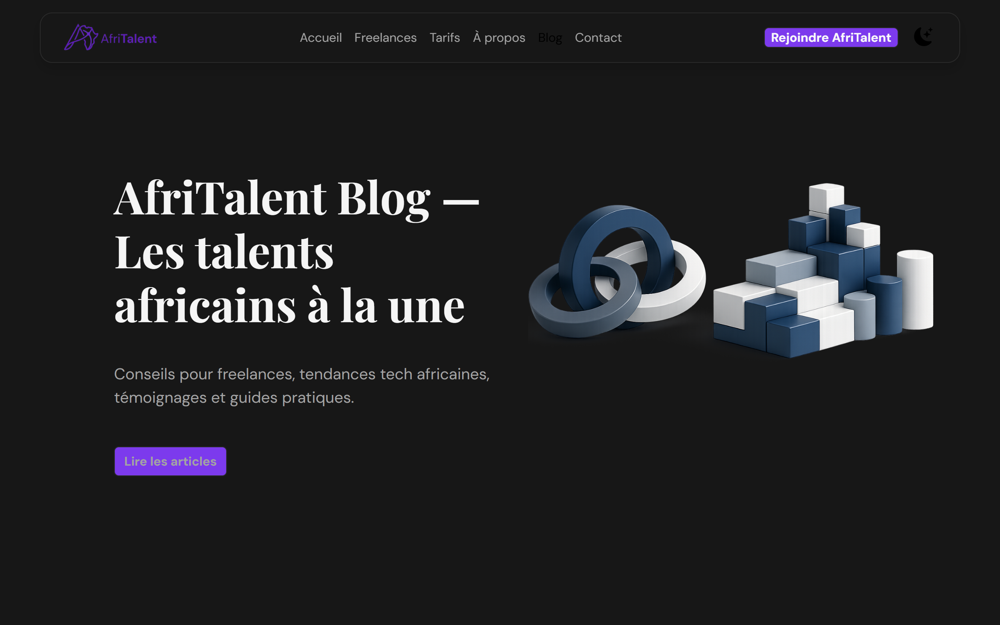 AfriTalent
Accueil Freelances Tarifs À propos Blog Contact
Rejoindre AfriTalent
AfriTalent Blog —
Les talents
africains à la une
Conseils pour freelances, tendances tech africaines,
témoignages et guides pratiques.
Lire les articles